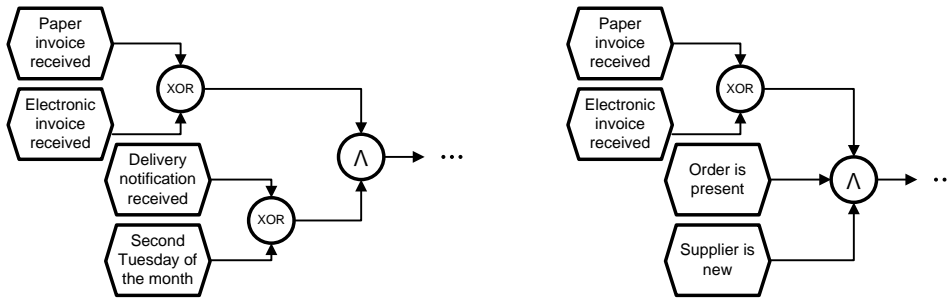 Paper
invoice
received
XOR
Electronic
invoice
received
Delivery
notification
received
XOR
Second
Tuesday of
the month
Λ
...
Paper
invoice
received
XOR
Electronic
invoice
received
Order is
present
Λ
..
Supplier is
new